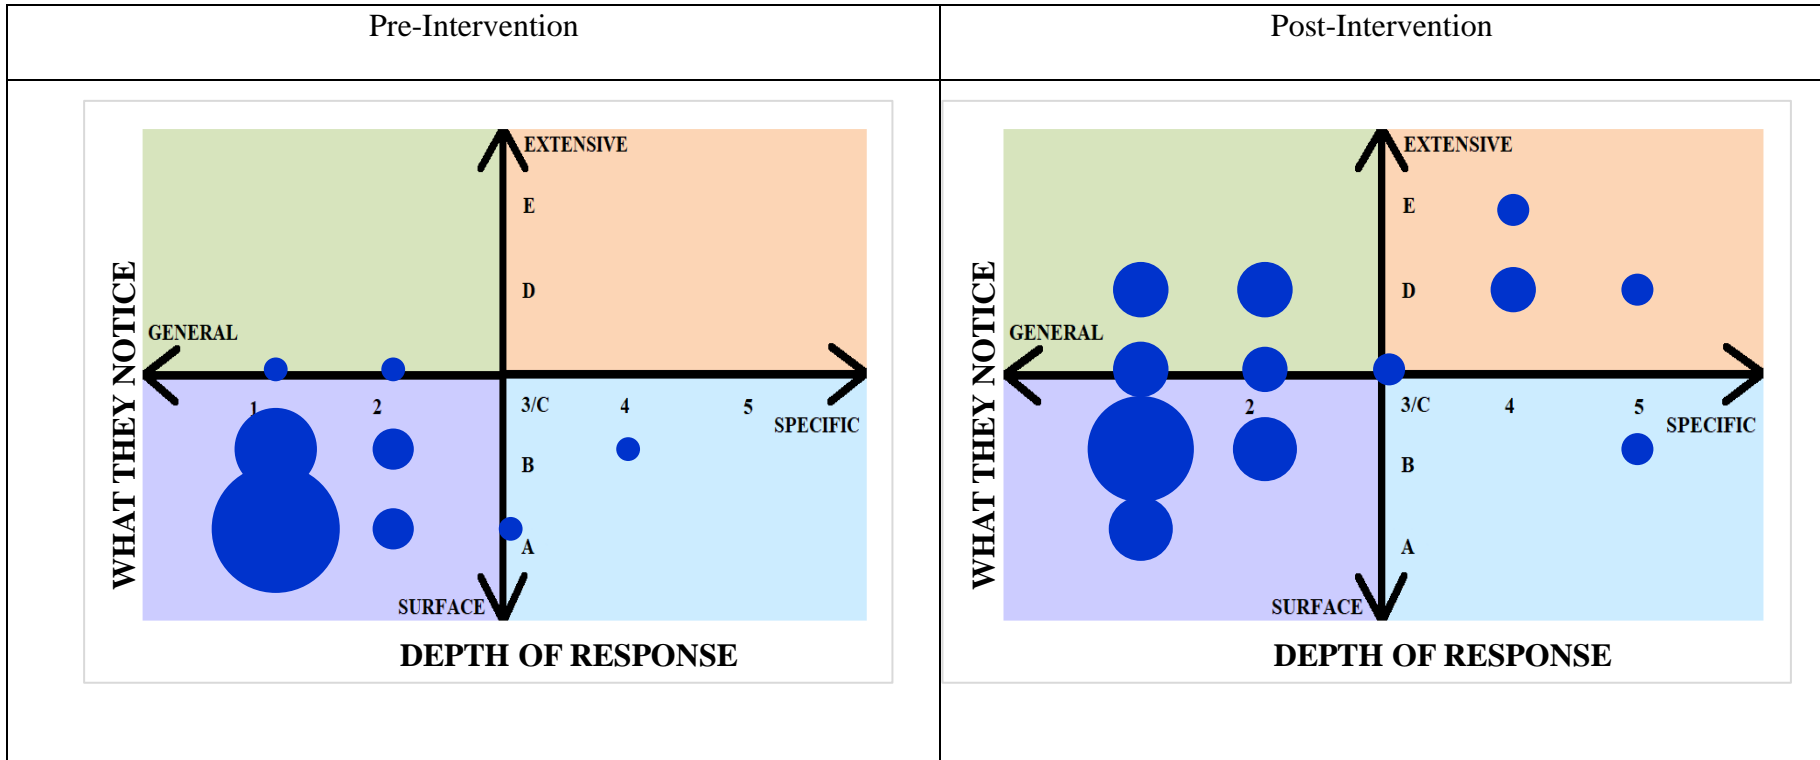 Pre-Intervention
Post-Intervention
EXTENSIVE
E
D
WHAT THEY NOTICE
GENERAL
1
2
3/C
4
5
SPECIFIC
B
A
SURFACE
DEPTH OF RESPONSE
EXTENSIVE
E
D
WHAT THEY NOTICE
GENERAL
2
3/C
4
5
SPECIFIC
B
A
SURFACE
DEPTH OF RESPONSE